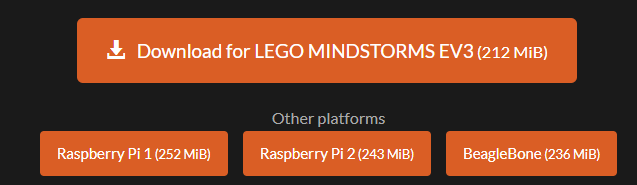 Download for LEGO MINDSTORMS EV3 (212 MiB)
Other platforms
Raspberry Pi 1 (252 MiB)
Raspberry Pi 2 (243 MiB)
BeagleBone (236 MiB)